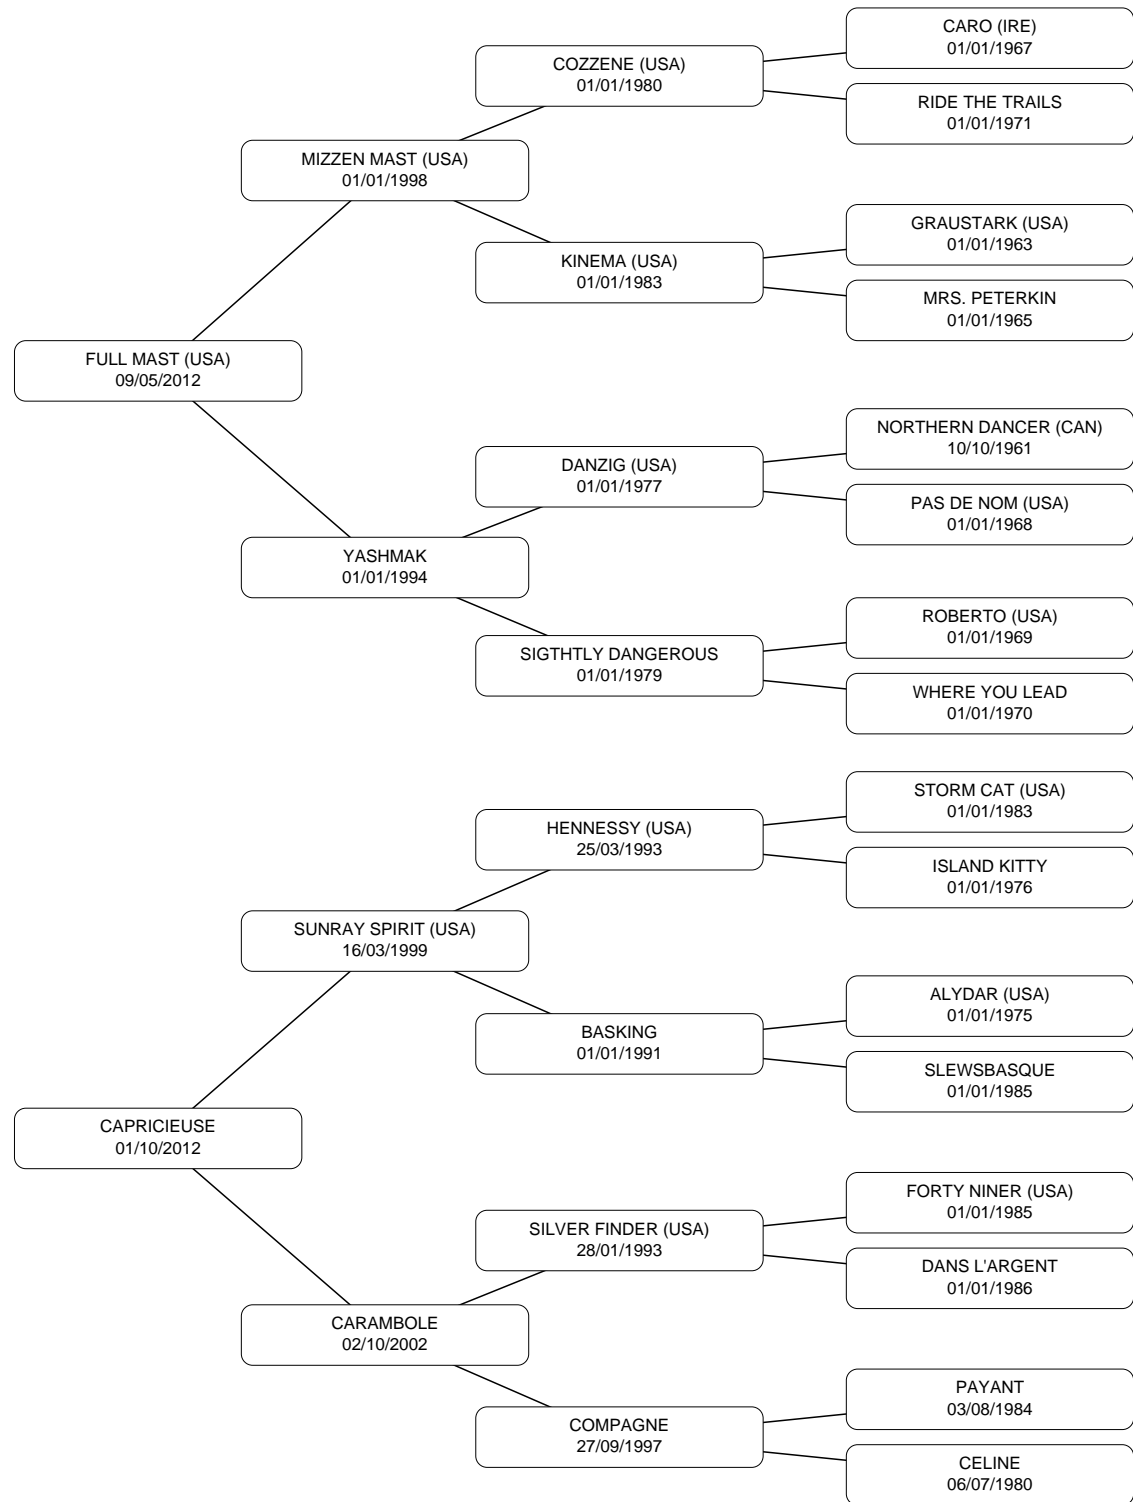 CARO (IRE)
01/01/1967
COZZENE (USA)
01/01/1980
RIDE THE TRAILS
01/01/1971
MIZZEN MAST (USA)
01/01/1998
GRAUSTARK (USA)
01/01/1963
KINEMA (USA)
01/01/1983
MRS. PETERKIN
01/01/1965
FULL MAST (USA)
09/05/2012
NORTHERN DANCER (CAN)
10/10/1961
DANZIG (USA)
01/01/1977
PAS DE NOM (USA)
01/01/1968
YASHMAK
01/01/1994
ROBERTO (USA)
01/01/1969
SIGTHTLY DANGEROUS
01/01/1979
WHERE YOU LEAD
01/01/1970
STORM CAT (USA)
01/01/1983
HENNESSY (USA)
25/03/1993
ISLAND KITTY
01/01/1976
SUNRAY SPIRIT (USA)
16/03/1999
ALYDAR (USA)
01/01/1975
BASKING
01/01/1991
SLEWSBASQUE
01/01/1985
CAPRICIEUSE
01/10/2012
FORTY NINER (USA)
01/01/1985
SILVER FINDER (USA)
28/01/1993
DANS L'ARGENT
01/01/1986
CARAMBOLE
02/10/2002
PAYANT
03/08/1984
COMPAGNE
27/09/1997
CELINE
06/07/1980